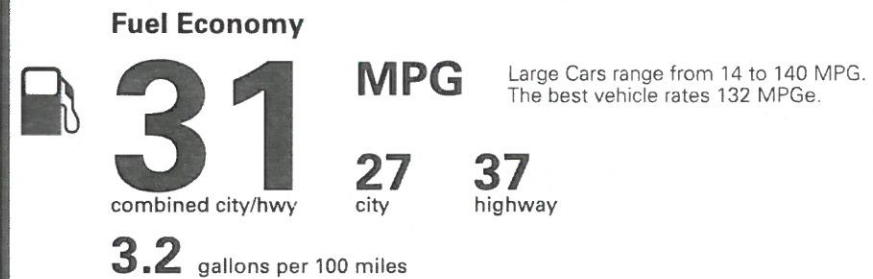 Fuel Economy
31 MPG
Large Cars range from 14 to 140 MPG.
The best vehicle rates 132 MPGe.
combined city/hwy
27 city
37 highway
3.2 gallons per 100 miles